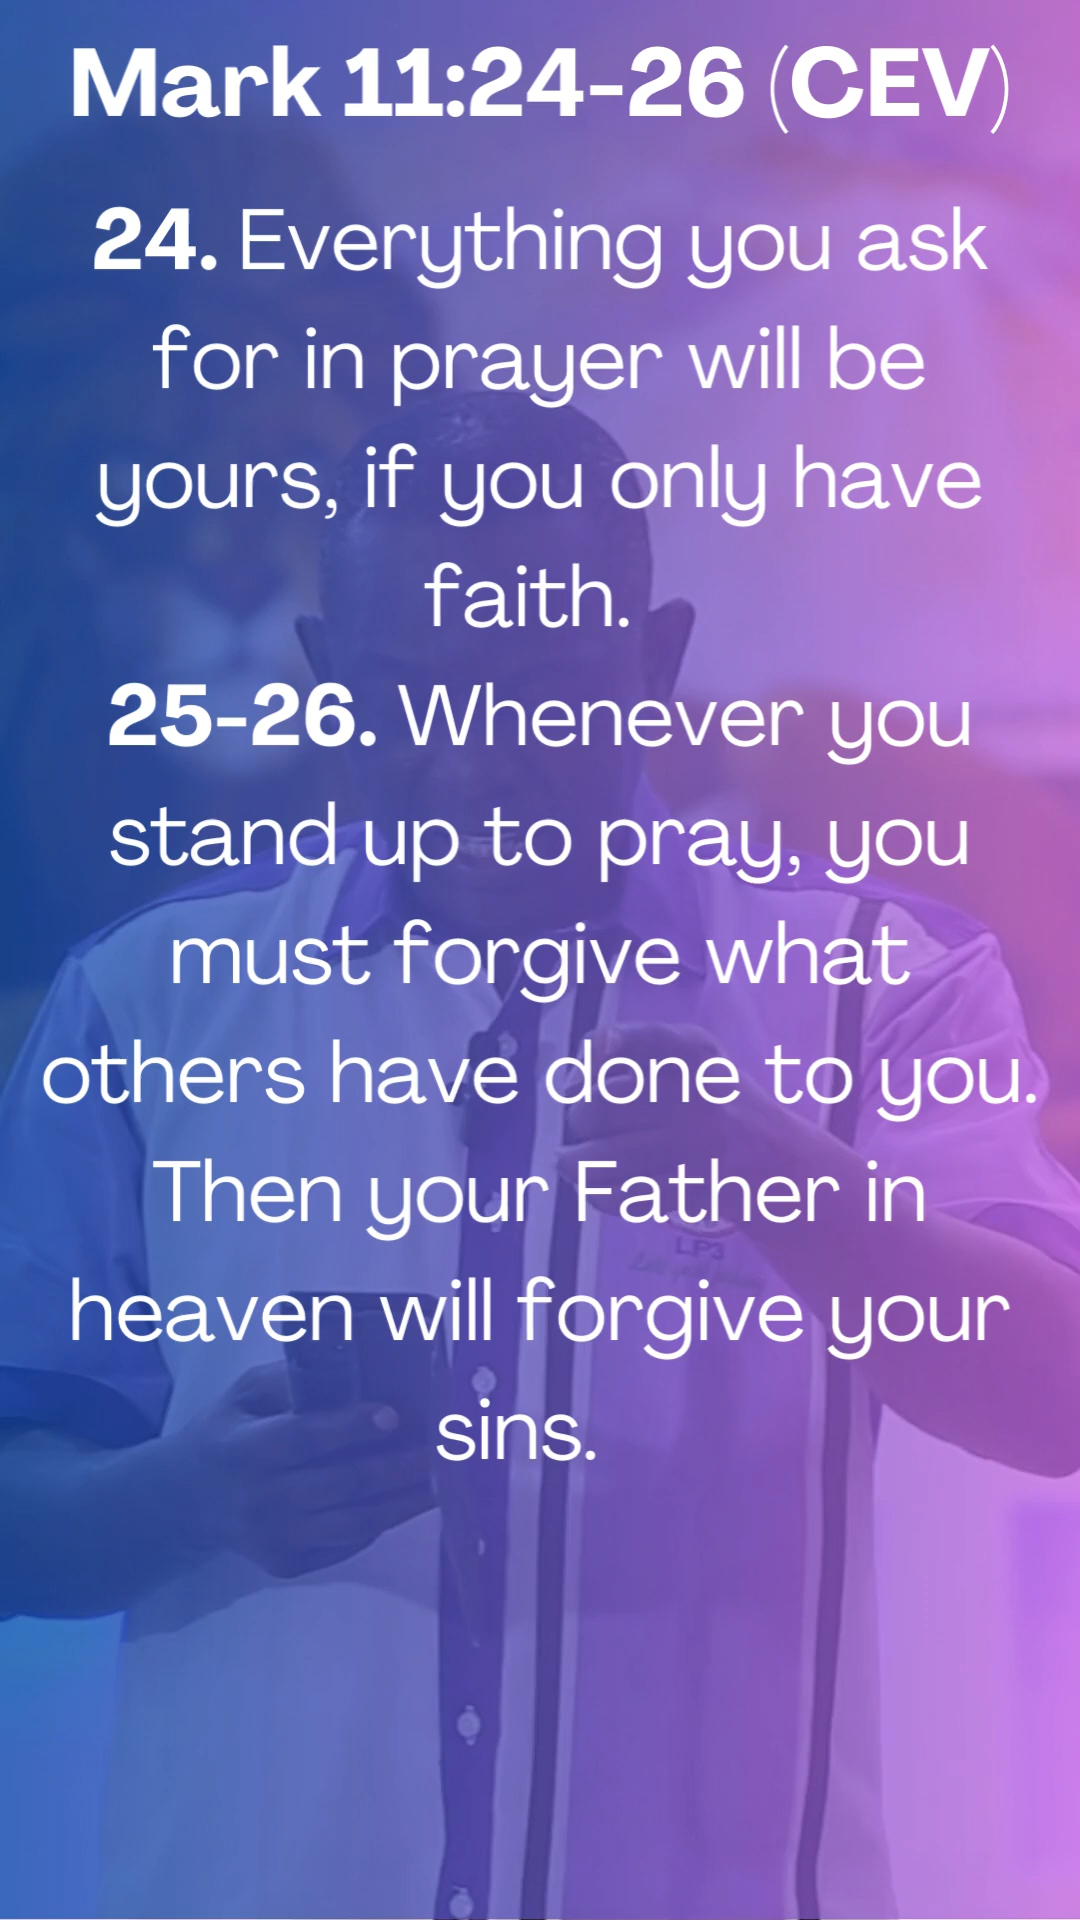 Mark 11:24-26 (CEV)
24. Everything you ask
for in prayer will be
yours, if you only have
faith.
25-26. Whenever you
stand up to pray, you
must forgive what
others have done to you.
Then your Father in
heaven will forgive your
sins.
LP3